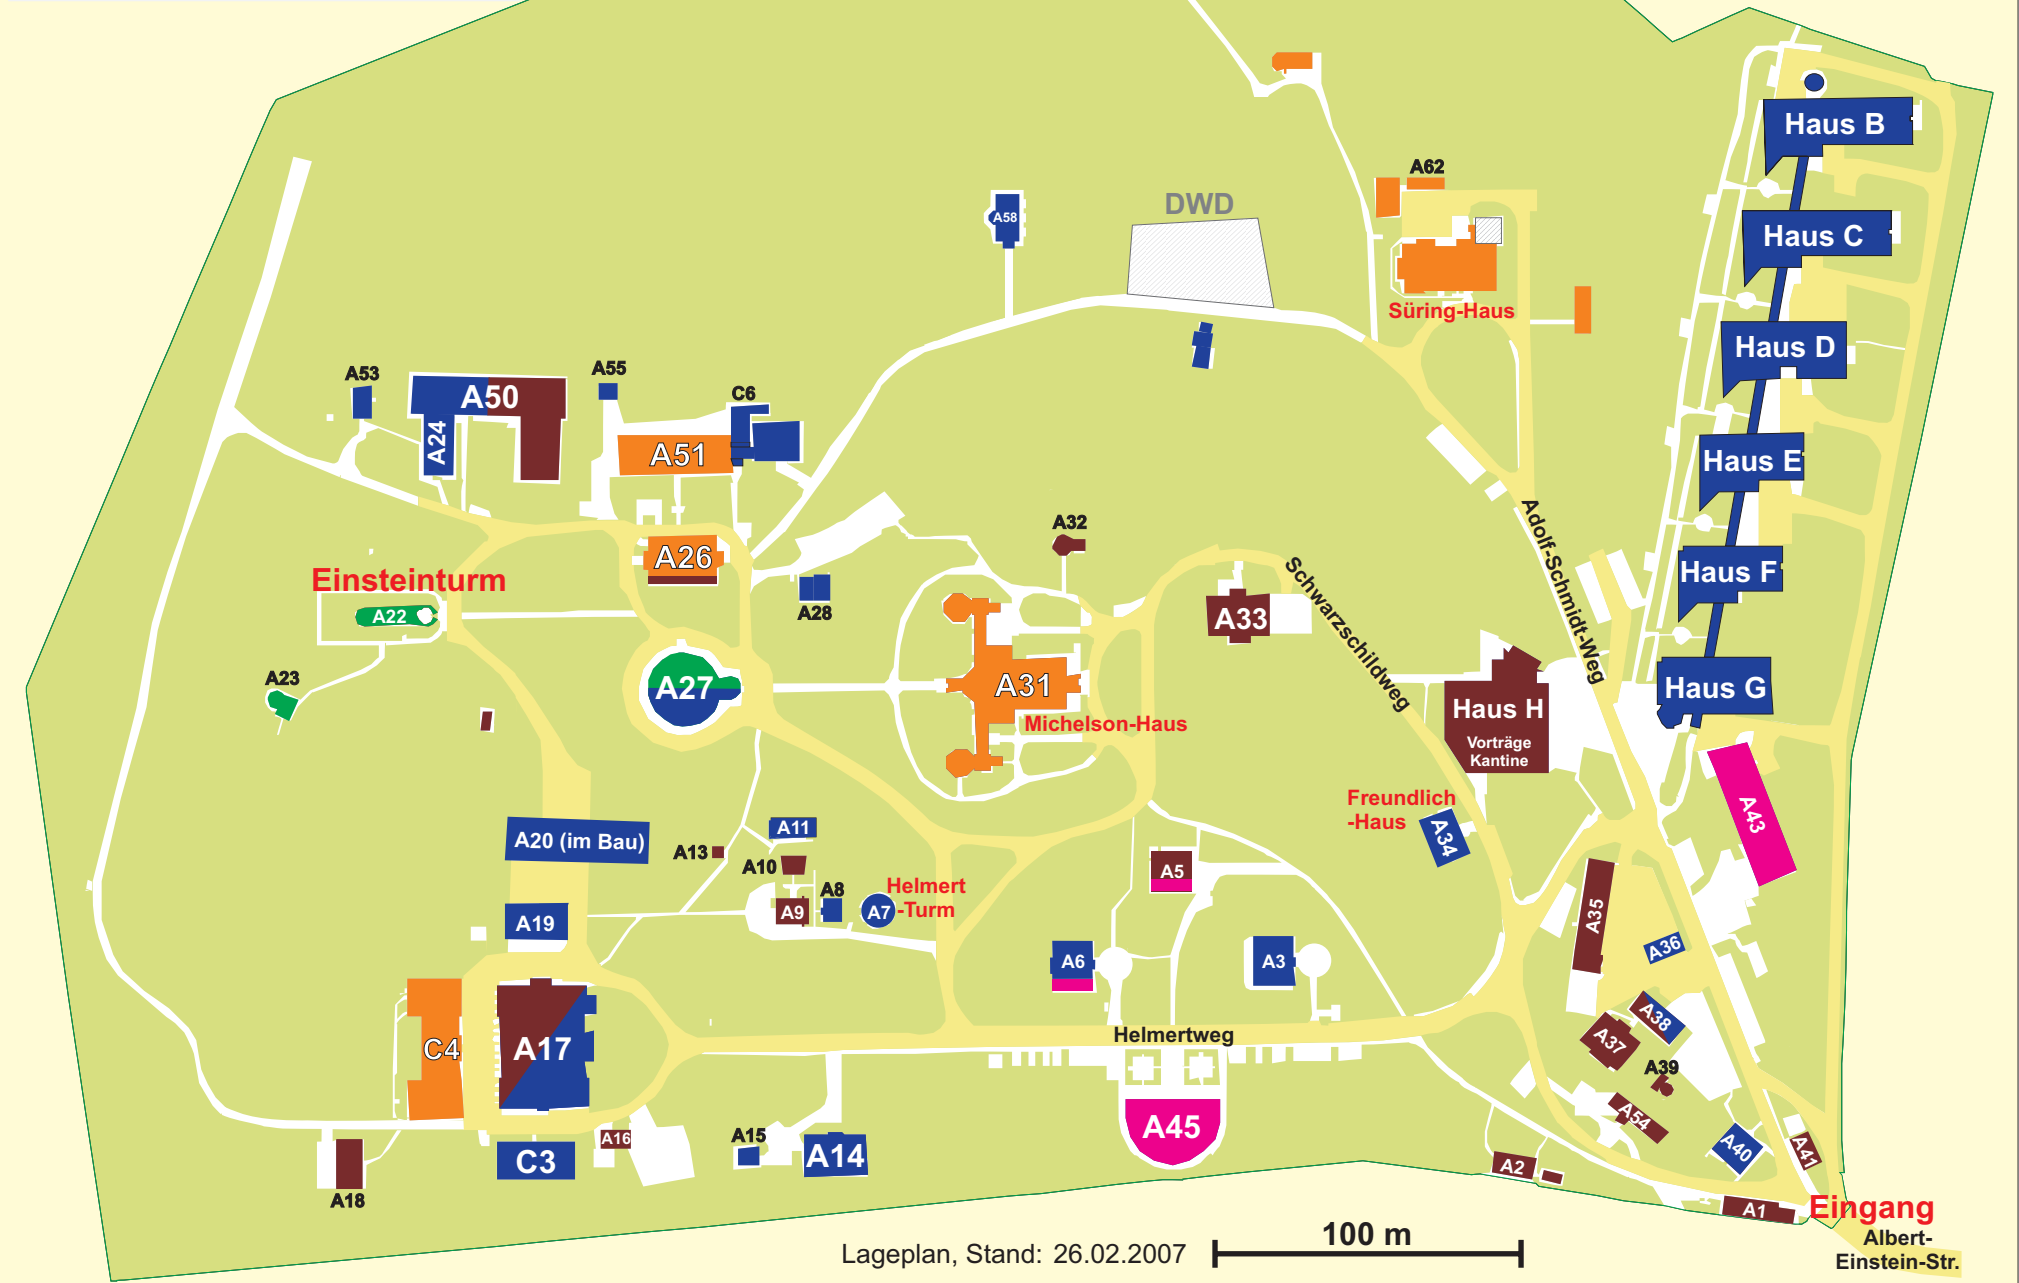 Haus B
A62
DWD
A58
Haus C
Süring-Haus
Haus D
A53
A50
A55
C6
A24
A51
Haus E
Adolf-Schmidt-Weg
A32
A26
Haus F
Einsteinturm
A22
A28
A33
Schwarzschildweg
A23
A27
A31
Haus G
Michelson-Haus
Haus H
Vorträge
Kantine
Freundlich
-Haus
A43
A34
A20 (im Bau)
A11
A13
A10
A5
Helmert
-Turm
A8
A9
A7
A19
A35
A36
A6
A3
A38
A37
Helmertweg
C4
A17
A39
A54
A45
A40
A41
A16
A15
A14
C3
A18
A2
A1
Eingang
Albert-
Einstein-Str.
100 m
Lageplan, Stand: 26.02.2007